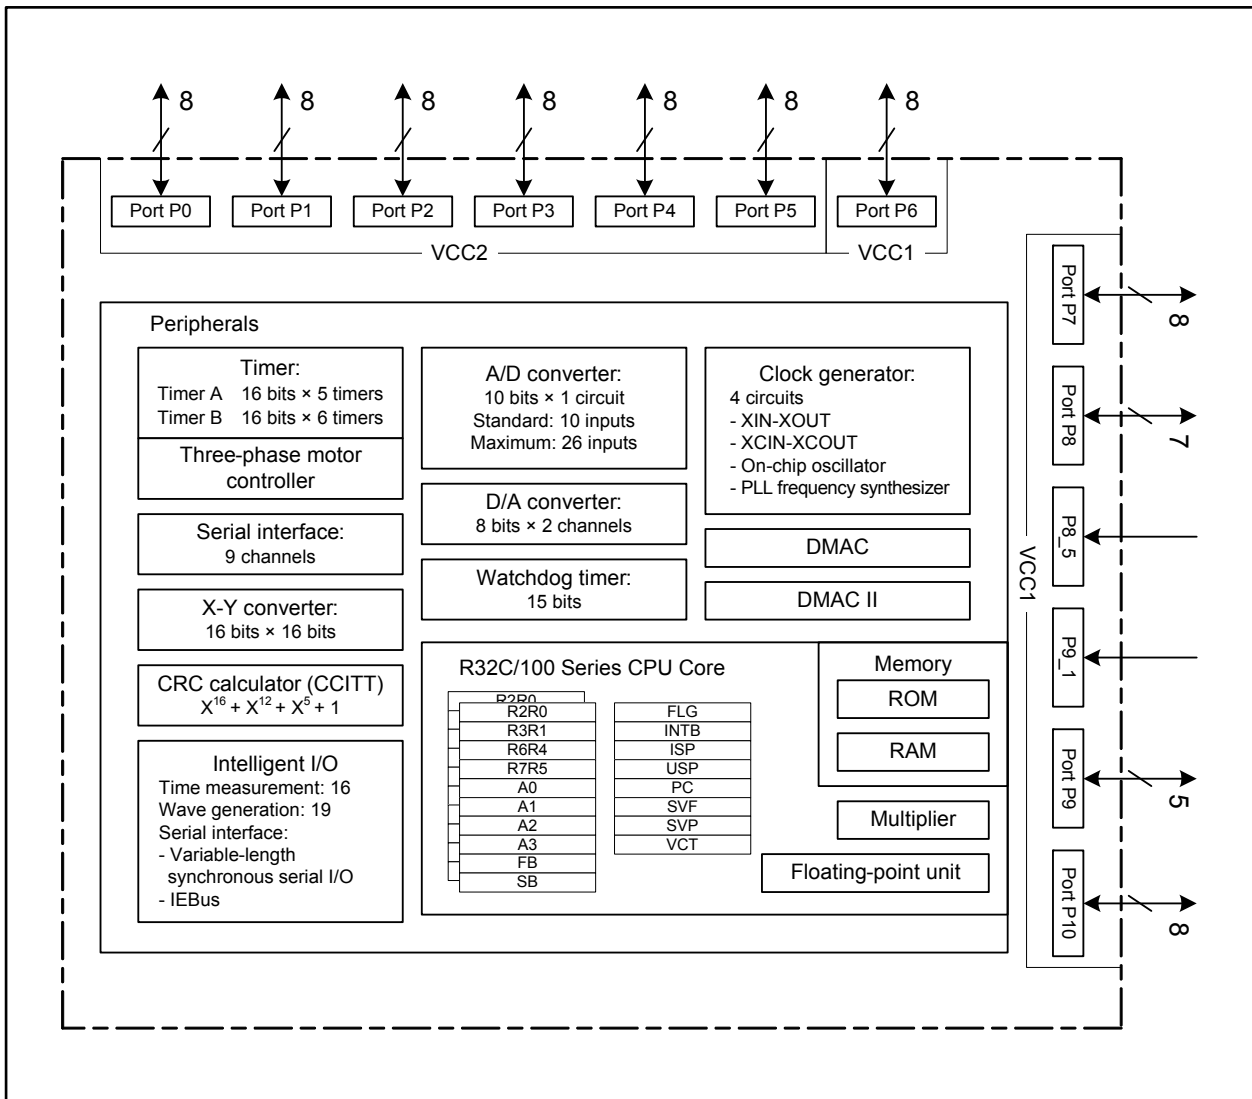 8 8 8 8 8 8 8
Port P0 Port P1 Port P2 Port P3 Port P4 Port P5 Port P6
VCC2 VCC1
Peripherals
Timer:
Timer A 16 bits × 5 timers
Timer B 16 bits × 6 timers
Three-phase motor
controller
Serial interface:
9 channels
X-Y converter:
16 bits × 16 bits
CRC calculator (CCITT)
X¹⁶ + X¹² + X⁵ + 1
Intelligent I/O
Time measurement: 16
Wave generation: 19
Serial interface:
- Variable-length
synchronous serial I/O
- IEBus
A/D converter:
10 bits × 1 circuit
Standard: 10 inputs
Maximum: 26 inputs
D/A converter:
8 bits × 2 channels
Watchdog timer:
15 bits
Clock generator:
4 circuits
- XIN-XOUT
- XCIN-XCOUT
- On-chip oscillator
- PLL frequency synthesizer
DMAC
DMAC II
R32C/100 Series CPU Core
R2R0
R2R0
R3R1
R6R4
R7R5
A0
A1
A2
A3
FB
SB
FLG
INTB
ISP
USP
PC
SVF
SVP
VCT
Memory
ROM
RAM
Multiplier
Floating-point unit
VCC1
Port P7
8
Port P8
7
P8_5
P9_1
Port P9
5
Port P10
8